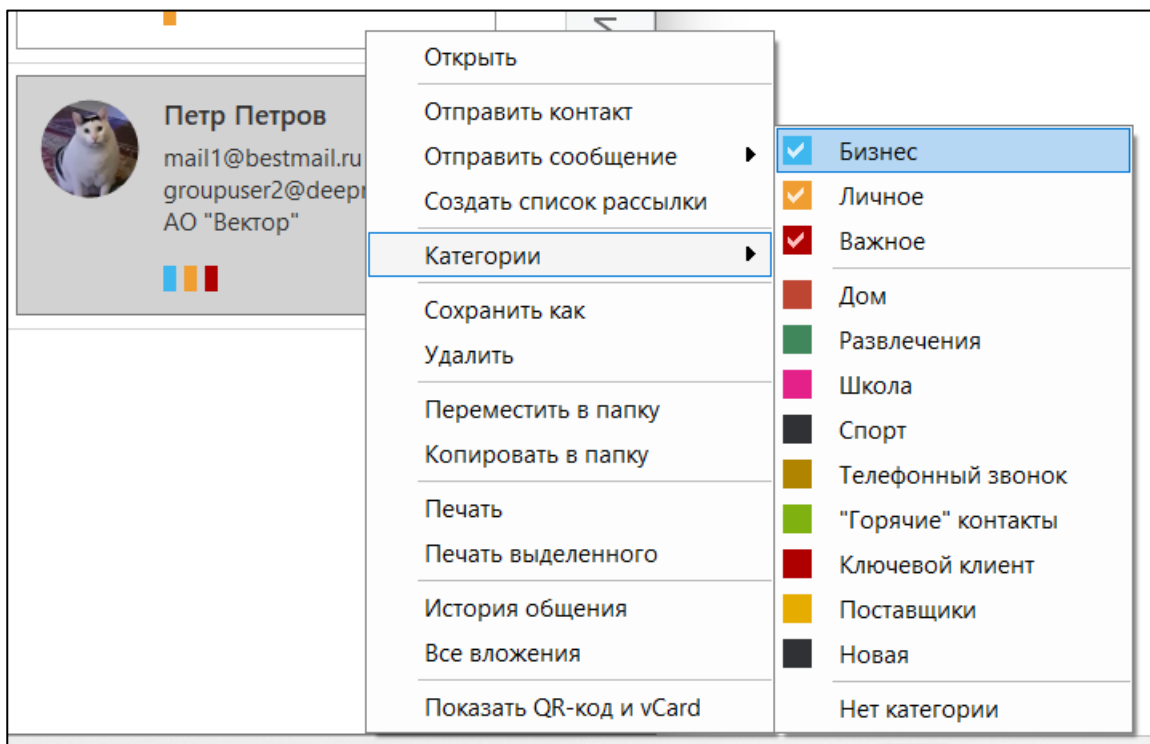 Петр Петров
mail1@bestmail.ru
АО "Вектор"
Открыть
Отправить контакт
Отправить сообщение
Создать список рассылки
Категории
Сохранить как
Удалить
Переместить в папку
Копировать в папку
Печать
Печать выделенного
История общения
Все вложения
Показать QR-код и vCard
Бизнес
Личное
Важное
Дом
Развлечения
Школа
Спорт
Телефонный звонок
"Горячие" контакты
Ключевой клиент
Поставщики
Новая
Нет категории